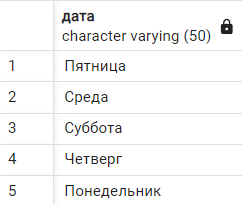 дата
character varying (50)
1 Пятница
2 Среда
3 Суббота
4 Четверг
5 Понедельник